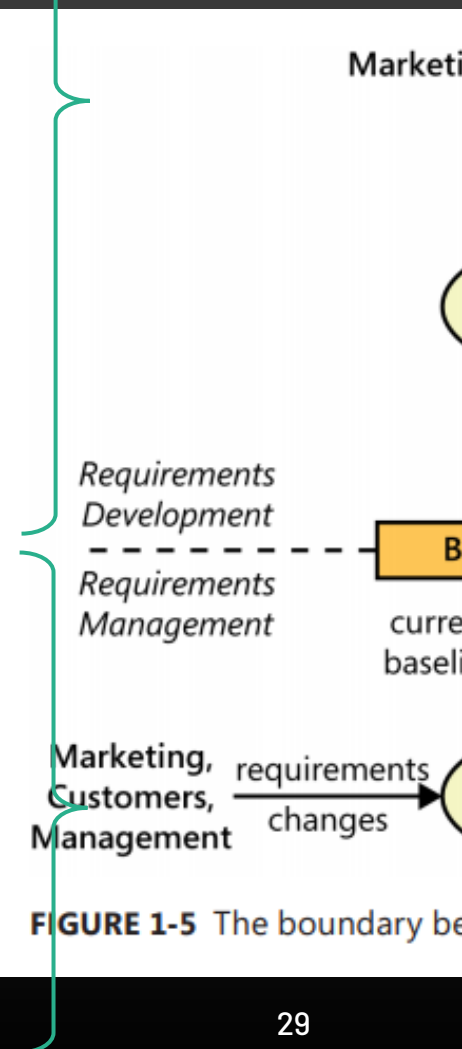 Marketi
Requirements
Development
B
Requirements
Management
curre
baseli
Marketing,
Customers,
Management
requirements
changes
FIGURE 1-5 The boundary be
29